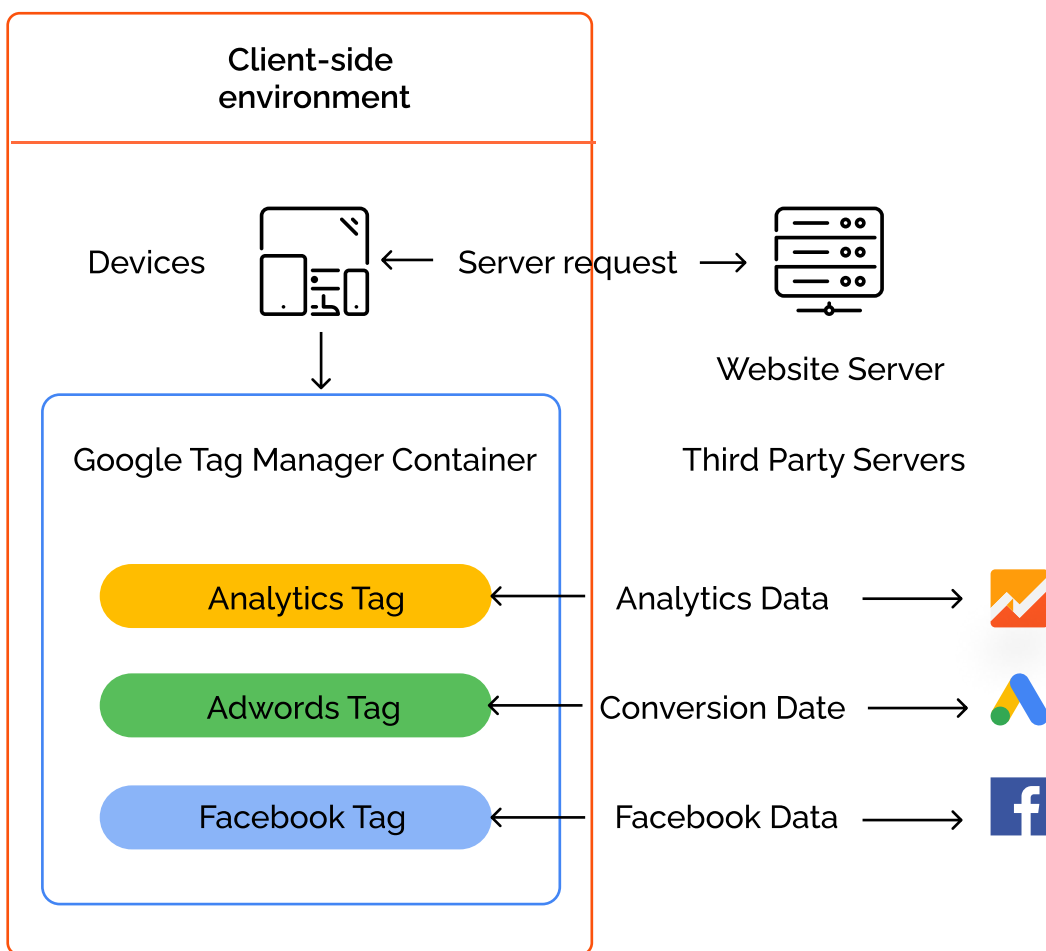 Client-side
environment
Devices
Server request
Website Server
Google Tag Manager Container
Third Party Servers
Analytics Tag
Analytics Data
Adwords Tag
Conversion Date
Facebook Tag
Facebook Data